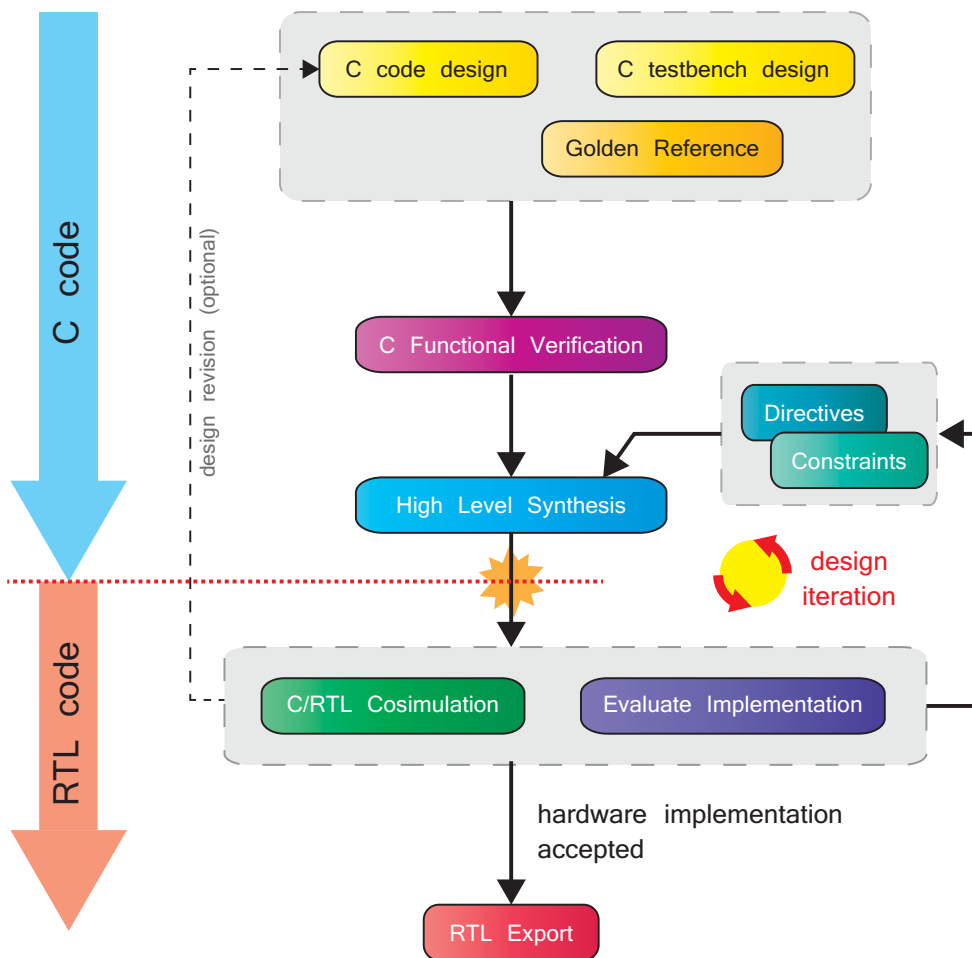 C code design
C testbench design
Golden Reference
C code
design revision (optional)
C Functional Verification
Directives
Constraints
High Level Synthesis
design
iteration
RTL code
C/RTL Cosimulation
Evaluate Implementation
hardware implementation
accepted
RTL Export